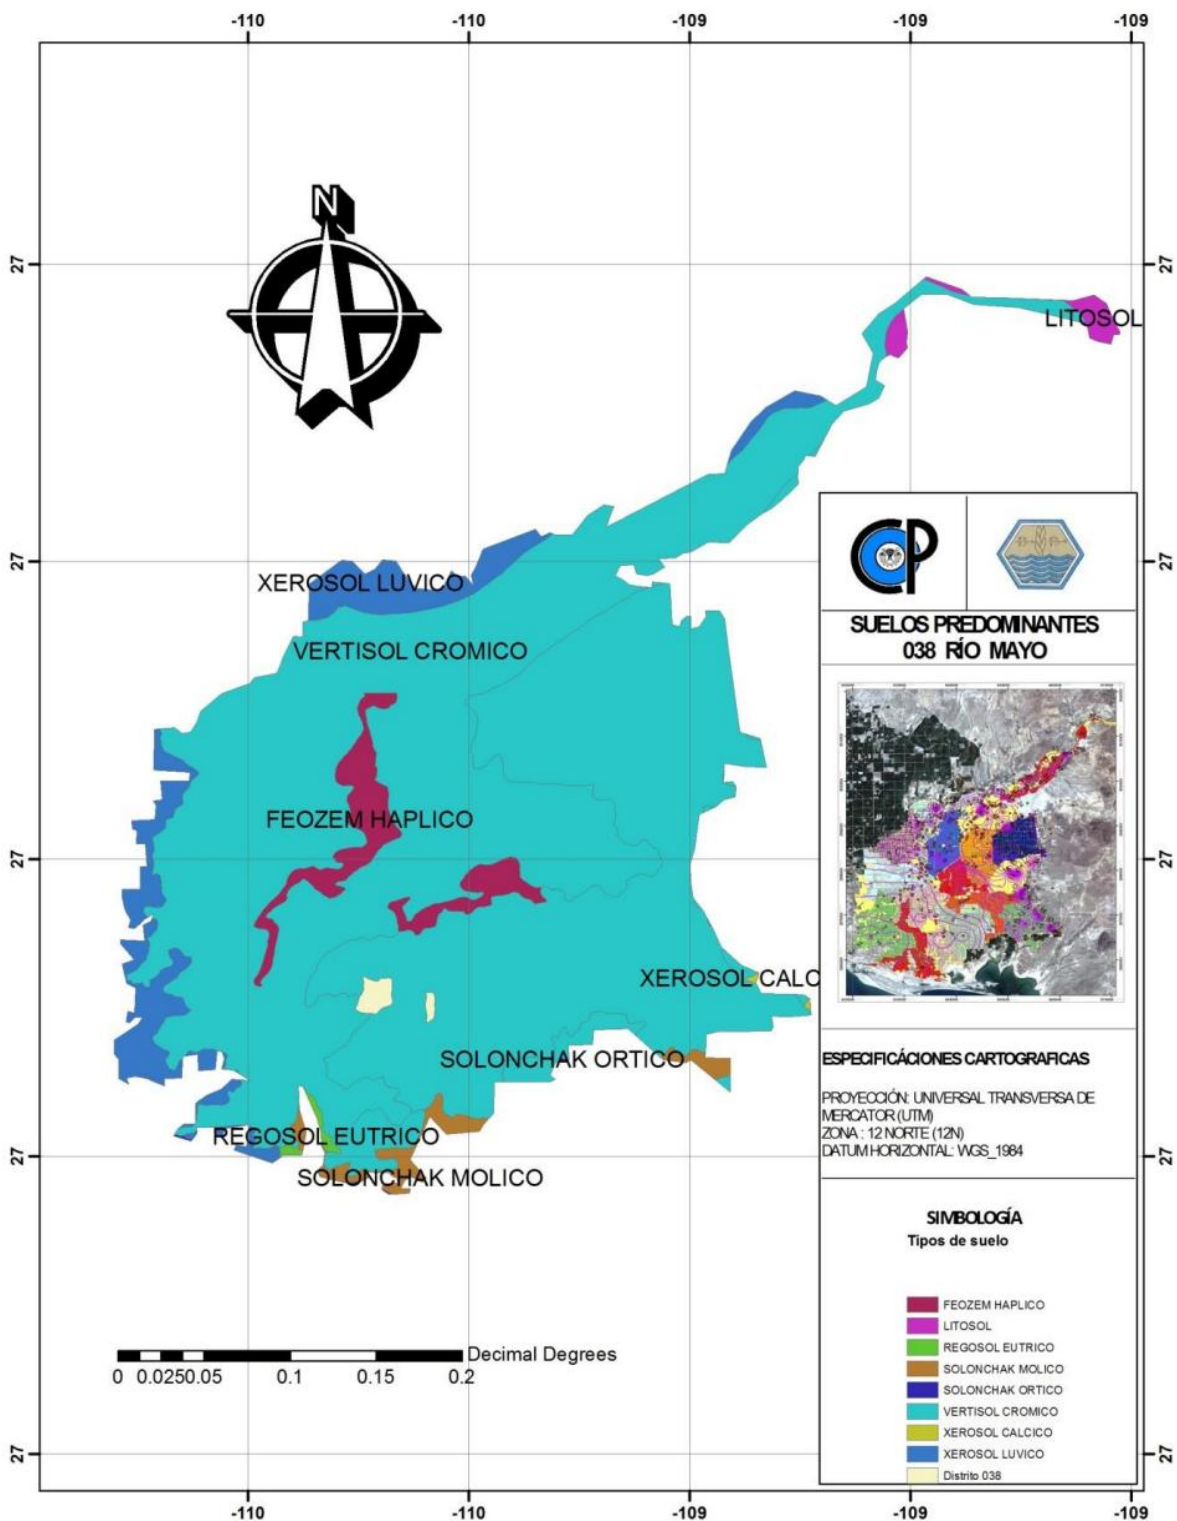 -110 -110 -109 -109 -109
N
27 27
LITOSOL
27 27
XEROSOL LUVICO
VERTISOL CROMICO
FEOZEM HAPLICO
27 27
XEROSOL CALC
SOLONCHAK ORTICO
REGOSOL EUTRICO
27 27
SOLONCHAK MOLICO
Decimal Degrees
0 0.0250.05 0.1 0.15 0.2
27 27
-110 -110 -109 -109 -109
CP
SUELOS PREDOMINANTES
038 RÍO MAYO
ESPECIFICÁCIONES CARTOGRAFICAS
PROYECCIÓN: UNIVERSAL TRANSVERSA DE
MERCATOR (UTM)
ZONA : 12 NORTE (12N)
DATUM HORIZONTAL: WGS_1984
SIMBOLOGÍA
Tipos de suelo
FEOZEM HAPLICO
LITOSOL
REGOSOL EUTRICO
SOLONCHAK MOLICO
SOLONCHAK ORTICO
VERTISOL CROMICO
XEROSOL CALCICO
XEROSOL LUVICO
Distrito 038